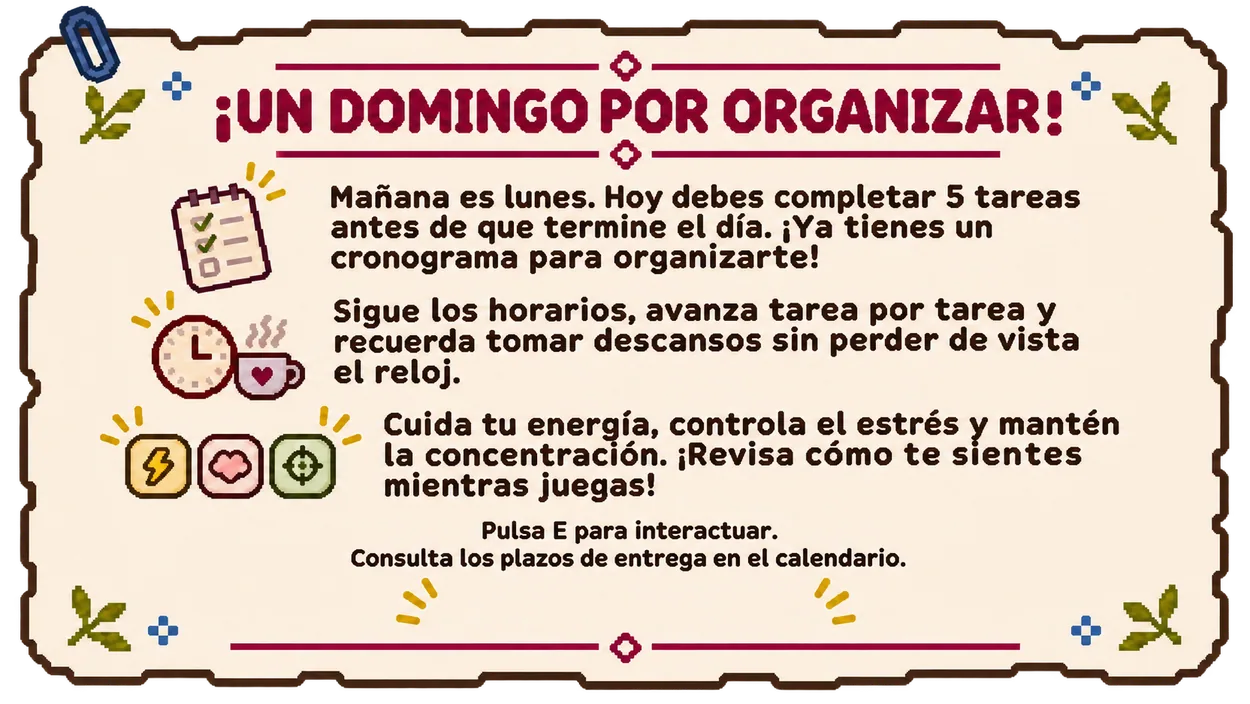 ¡UN DOMINGO POR ORGANIZAR!
Mañana es lunes. Hoy debes completar 5 tareas
antes de que termine el día. ¡Ya tienes un
cronograma para organizarte!
Sigue los horarios, avanza tarea por tarea y
recuerda tomar descansos sin perder de vista
el reloj.
Cuida tu energía, controla el estrés y mantén
la concentración. ¡Revisa cómo te sientes
mientras juegas!
Pulsa E para interactuar.
Consulta los plazos de entrega en el calendario.